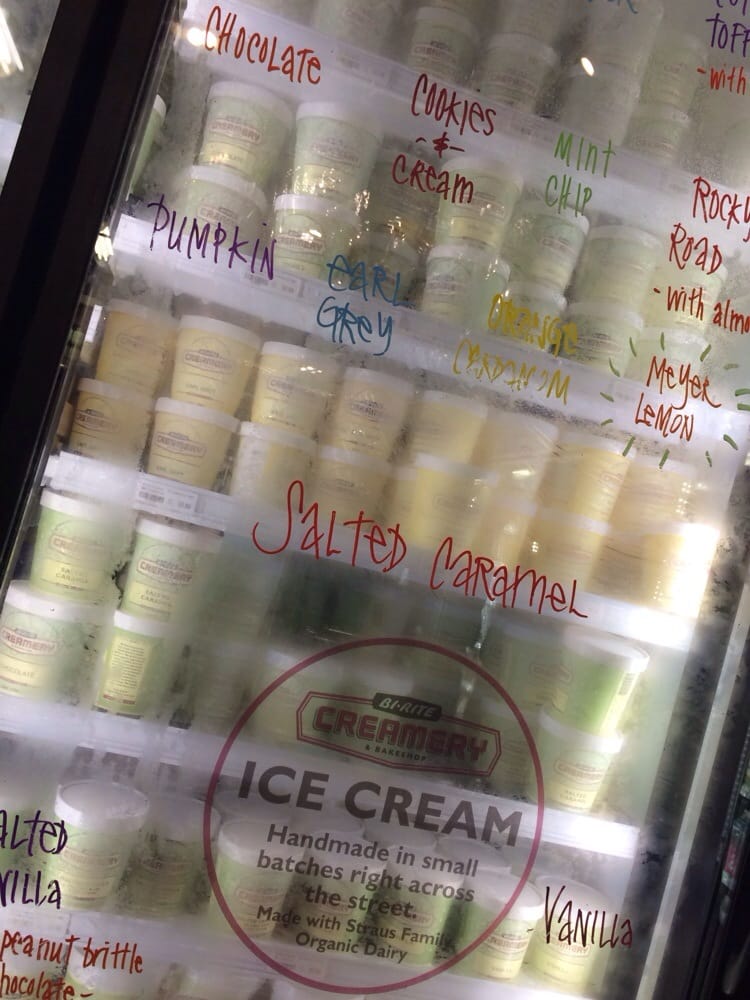 CHOCOLATE
COOKIES
-&-
CREAM
MINT
CHIP
TOFF
-with
ROCKY
ROAD
-with almo
PUMPKIN
EARL
GREY
ORANGE
CARDAMOM
MEYER
LEMON
SALTED CARAMEL
BI-RITE
CREAMERY
& BAKESHOP
ICE CREAM
Handmade in small
batches right across
the street.
Made with Straus Family
Organic Dairy
ALTED
NILLA
VANILLA
peanut brittle
hocolate-